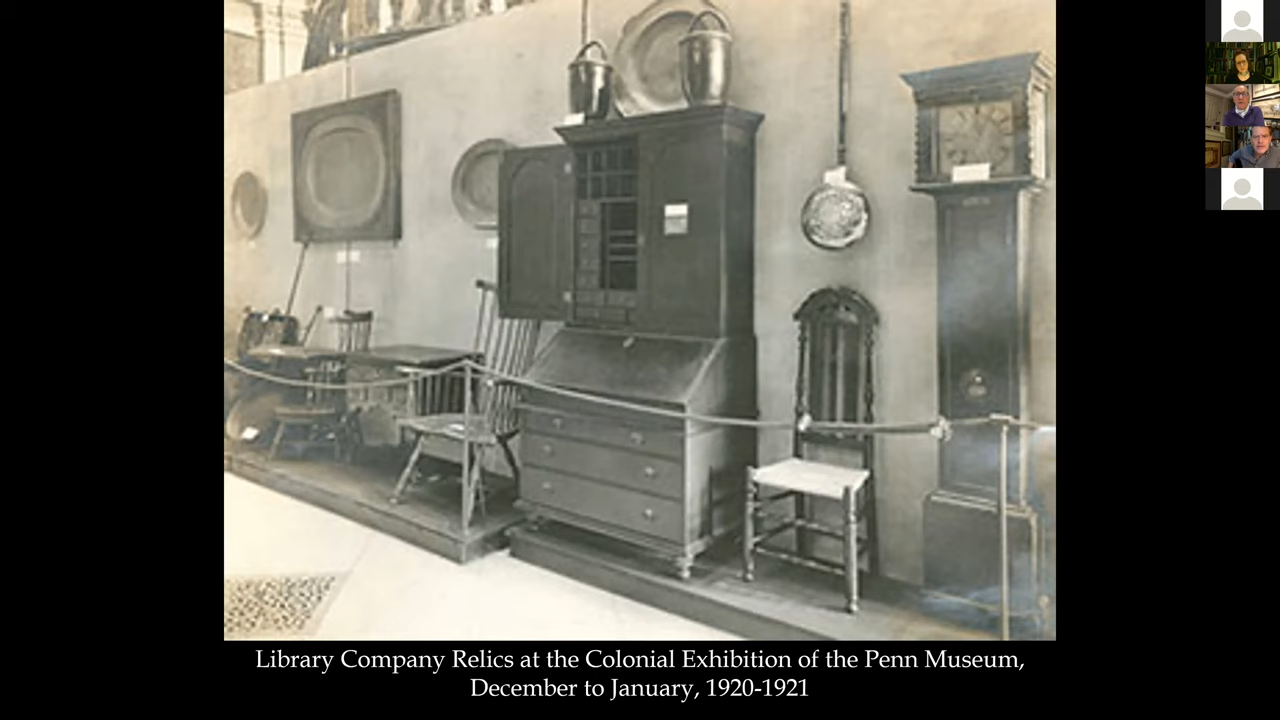 Library Company Relics at the Colonial Exhibition of the Penn Museum,
December to January, 1920-1921